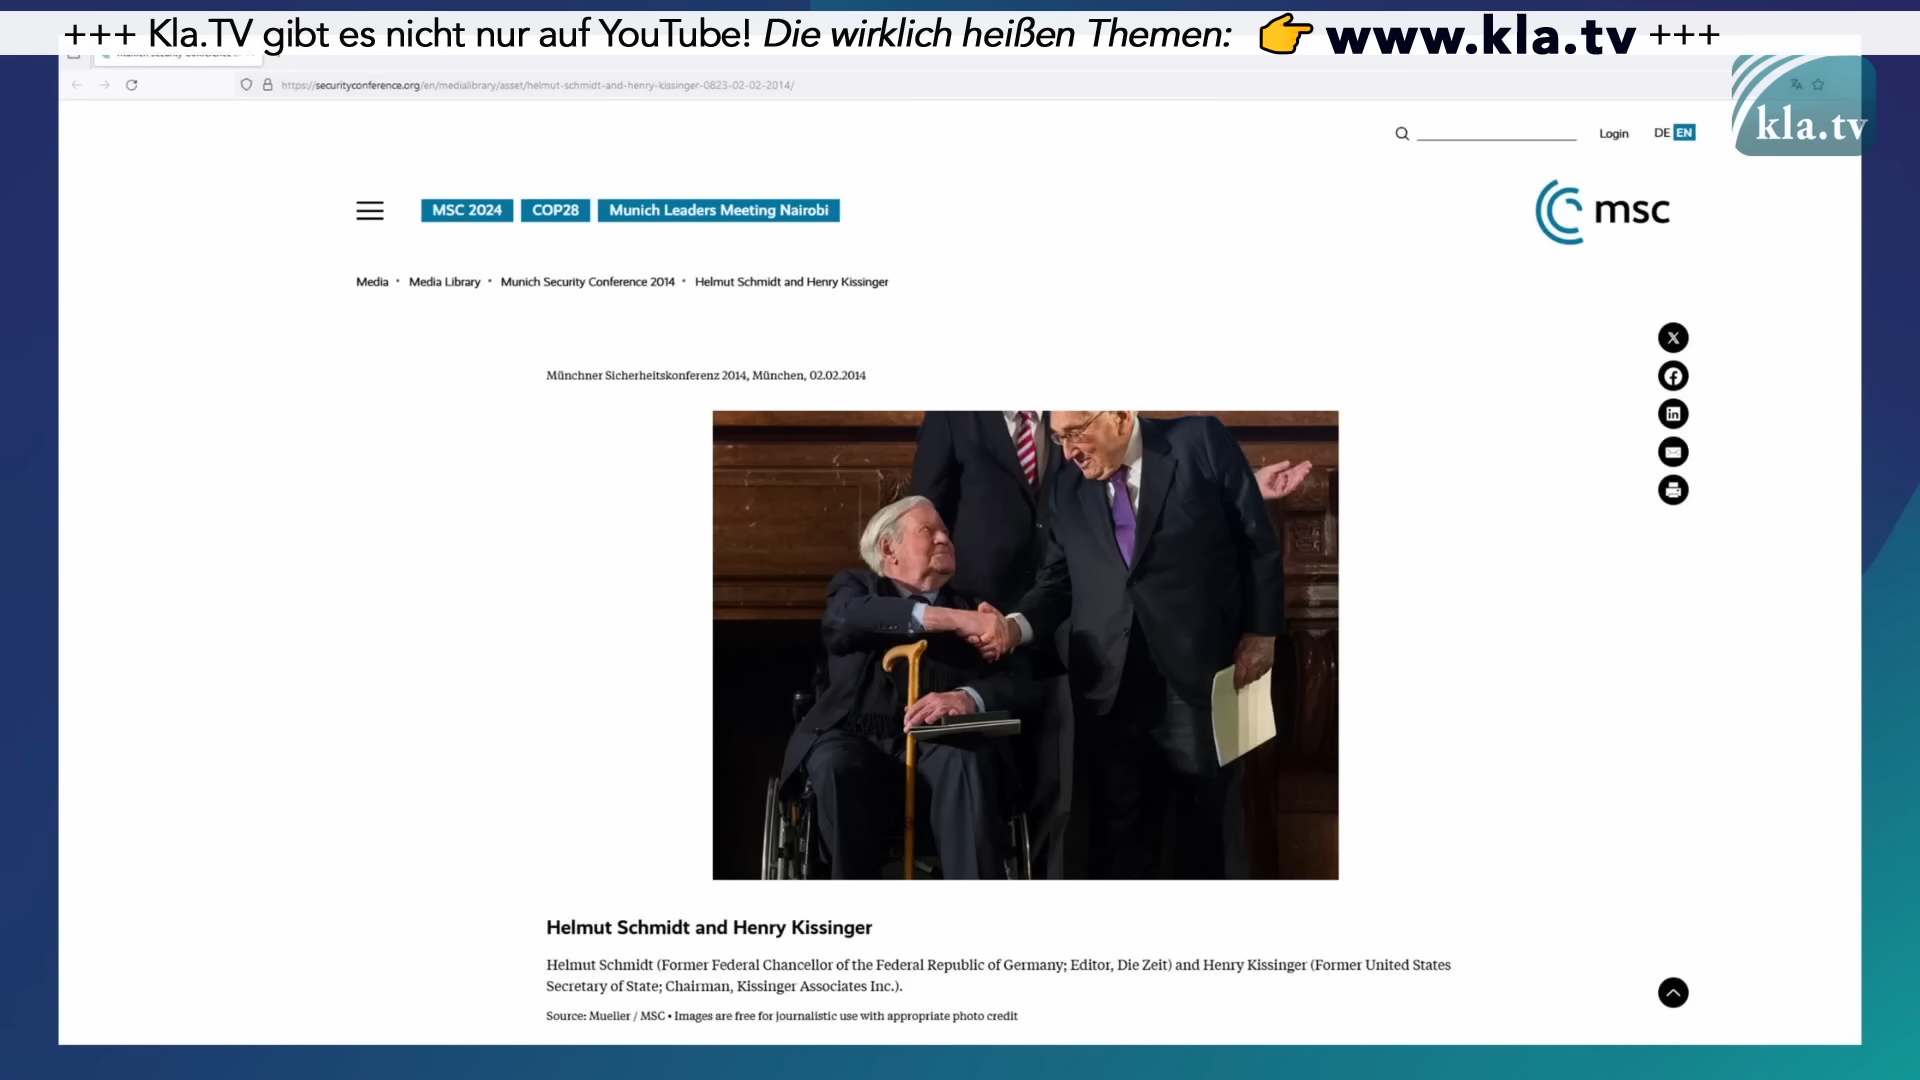 +++ Kla.TV gibt es nicht nur auf YouTube! Die wirklich heißen Themen: 👉 www.kla.tv +++
https://securityconference.org/en/medialibrary/asset/helmut-schmidt-and-henry-kissinger-0823-02-02-2014/
kla.tv
Login DE EN
MSC 2024 COP28 Munich Leaders Meeting Nairobi
msc
Media • Media Library • Munich Security Conference 2014 • Helmut Schmidt and Henry Kissinger
Münchner Sicherheitskonferenz 2014, München, 02.02.2014
Helmut Schmidt and Henry Kissinger
Helmut Schmidt (Former Federal Chancellor of the Federal Republic of Germany; Editor, Die Zeit) and Henry Kissinger (Former United States
Secretary of State; Chairman, Kissinger Associates Inc.).
Source: Mueller / MSC • Images are free for journalistic use with appropriate photo credit